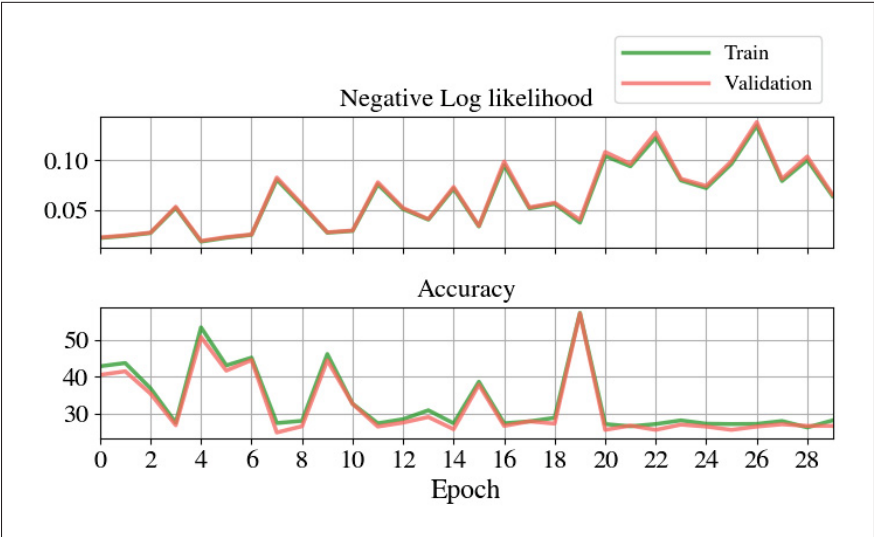 Train
Validation
Negative Log likelihood
0.10
0.05
Accuracy
50
40
30
0 2 4 6 8 10 12 14 16 18 20 22 24 26 28
Epoch